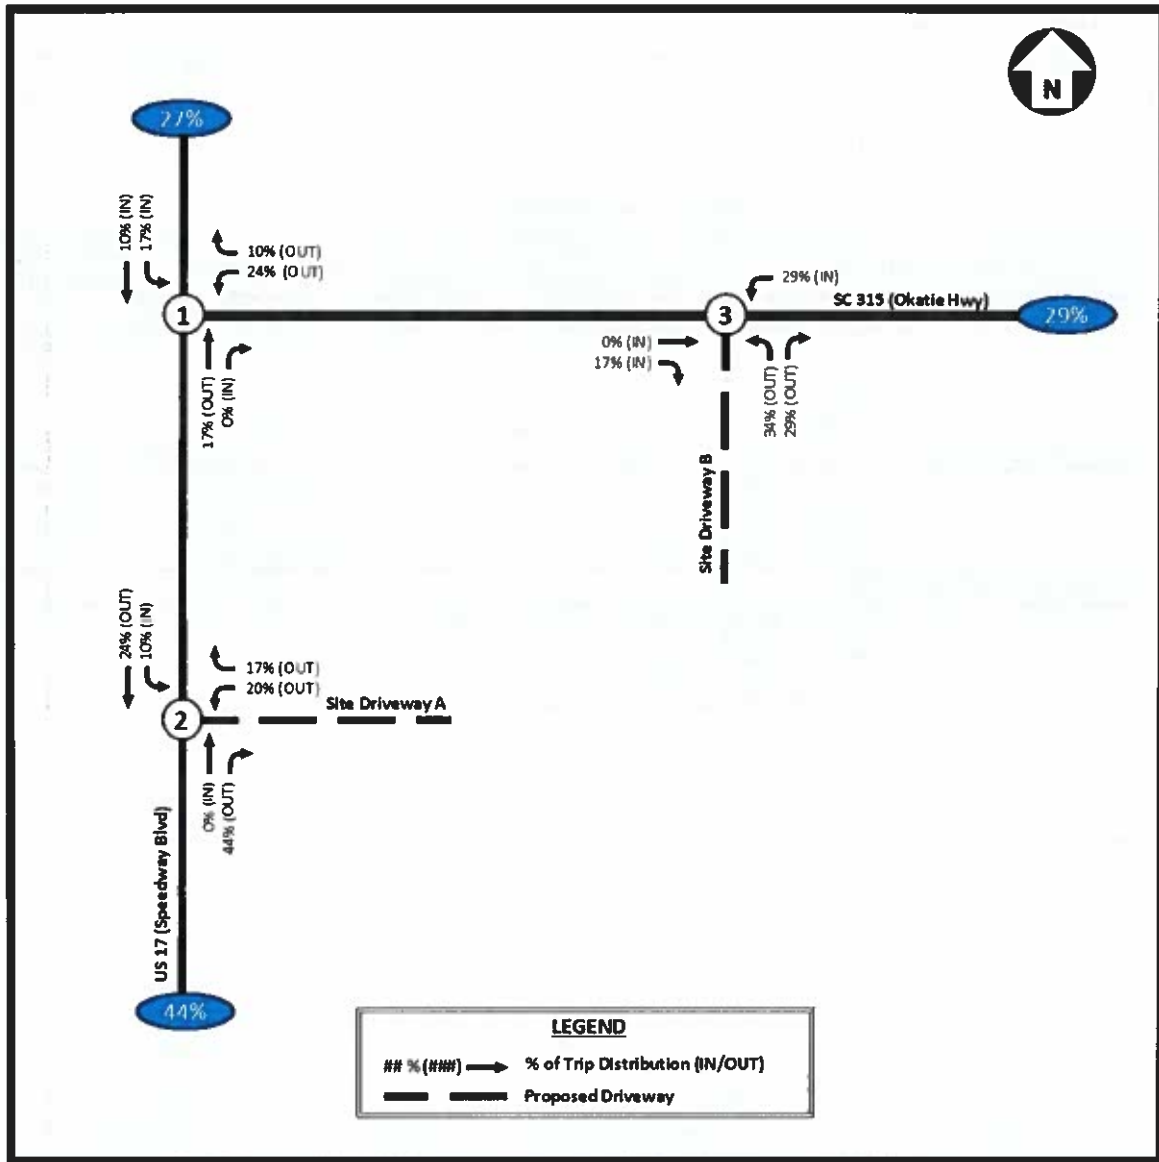 N
27%
10% (IN)
17% (IN)
10% (OUT)
24% (OUT)
1
17% (OUT)
0% (IN)
29% (IN)
SC 315 (Okatie Hwy)
3
29%
0% (IN)
17% (IN)
34% (OUT)
29% (OUT)
Site Driveway B
24% (OUT)
10% (IN)
17% (OUT)
20% (OUT)
Site Driveway A
2
0% (IN)
44% (OUT)
US 17 (Speedway Blvd)
44%
LEGEND
## % (###) % of Trip Distribution (IN/OUT)
Proposed Driveway